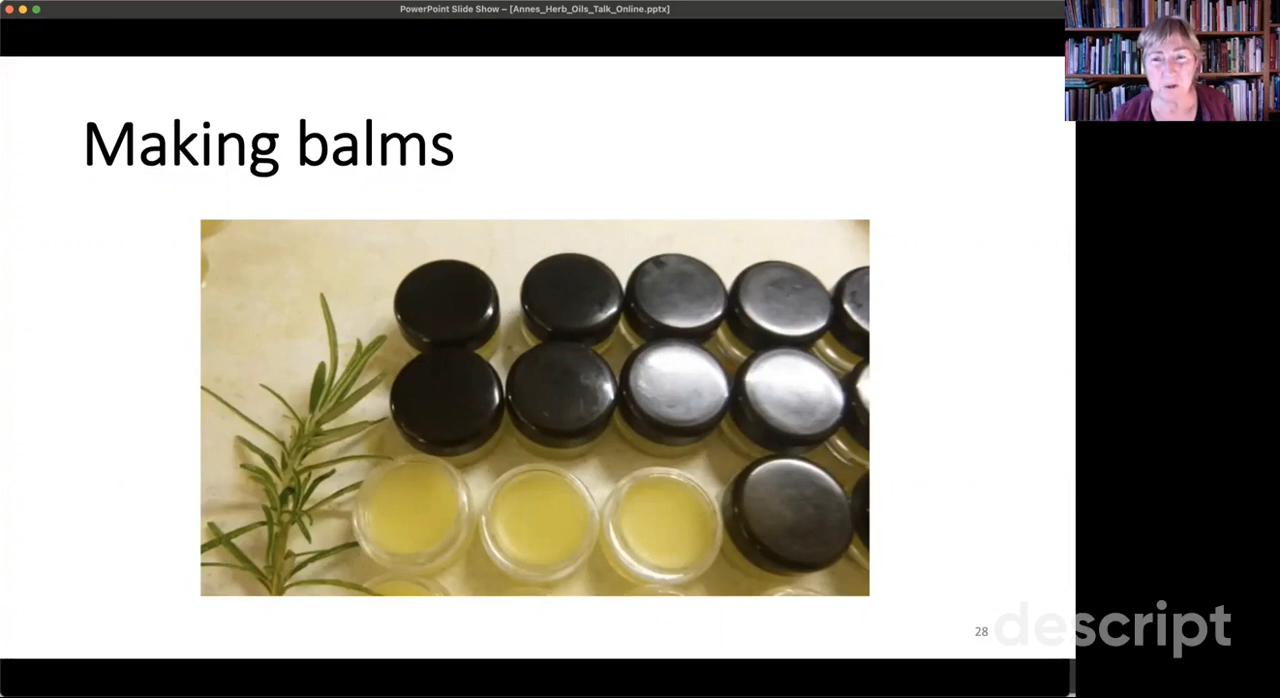 PowerPoint Slide Show – [Annes_Herb_Oils_Talk_Online.pptx]
Making balms
28
descript